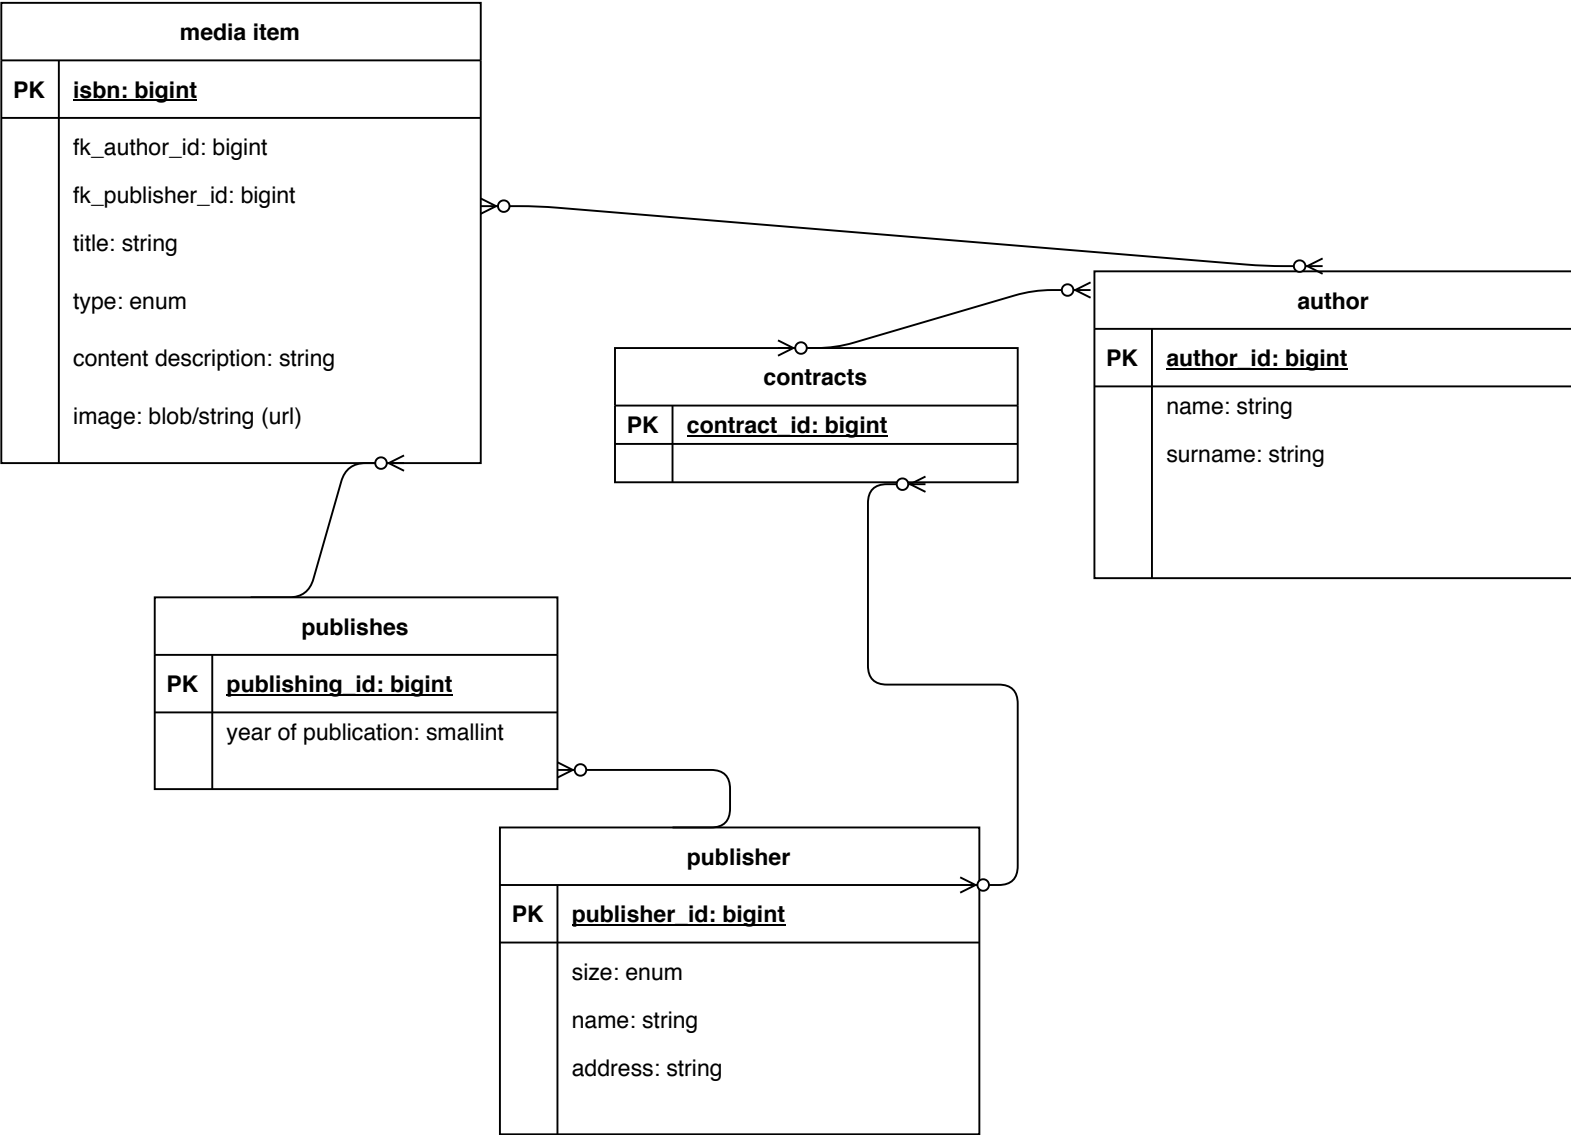 media item
PK isbn: bigint
fk_author_id: bigint
fk_publisher_id: bigint
title: string
type: enum
content description: string
image: blob/string (url)
author
PK author_id: bigint
name: string
surname: string
contracts
PK contract_id: bigint
publishes
PK publishing_id: bigint
year of publication: smallint
publisher
PK publisher_id: bigint
size: enum
name: string
address: string